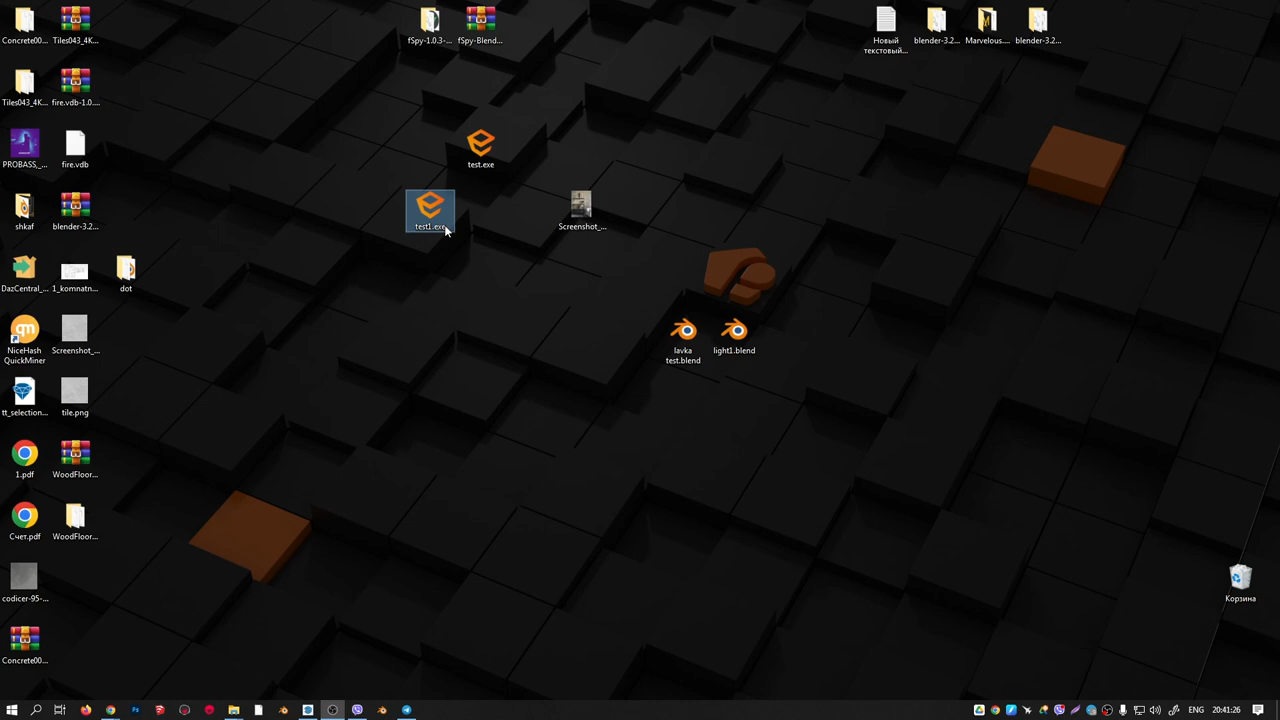 Concrete00...
Tiles043_4K...
fSpy-1.0.3-...
fSpy-Blend...
Новый
текстовый...
blender-3.2...
Marvelous....
blender-3.2...
Tiles043_4K...
fire.vdb-1.0....
PROBASS,_...
fire.vdb
test.exe
shkaf
blender-3.2...
test1.exe
Screenshot_...
DazCentral_...
1_komnatn...
dot
NiceHash
QuickMiner
Screenshot_...
lavka
test.blend
light1.blend
tt_selection...
tile.png
1.pdf
WoodFloor...
Счет.pdf
WoodFloor...
codicer-95-...
Корзина
Concrete00...
ENG
20:41:26